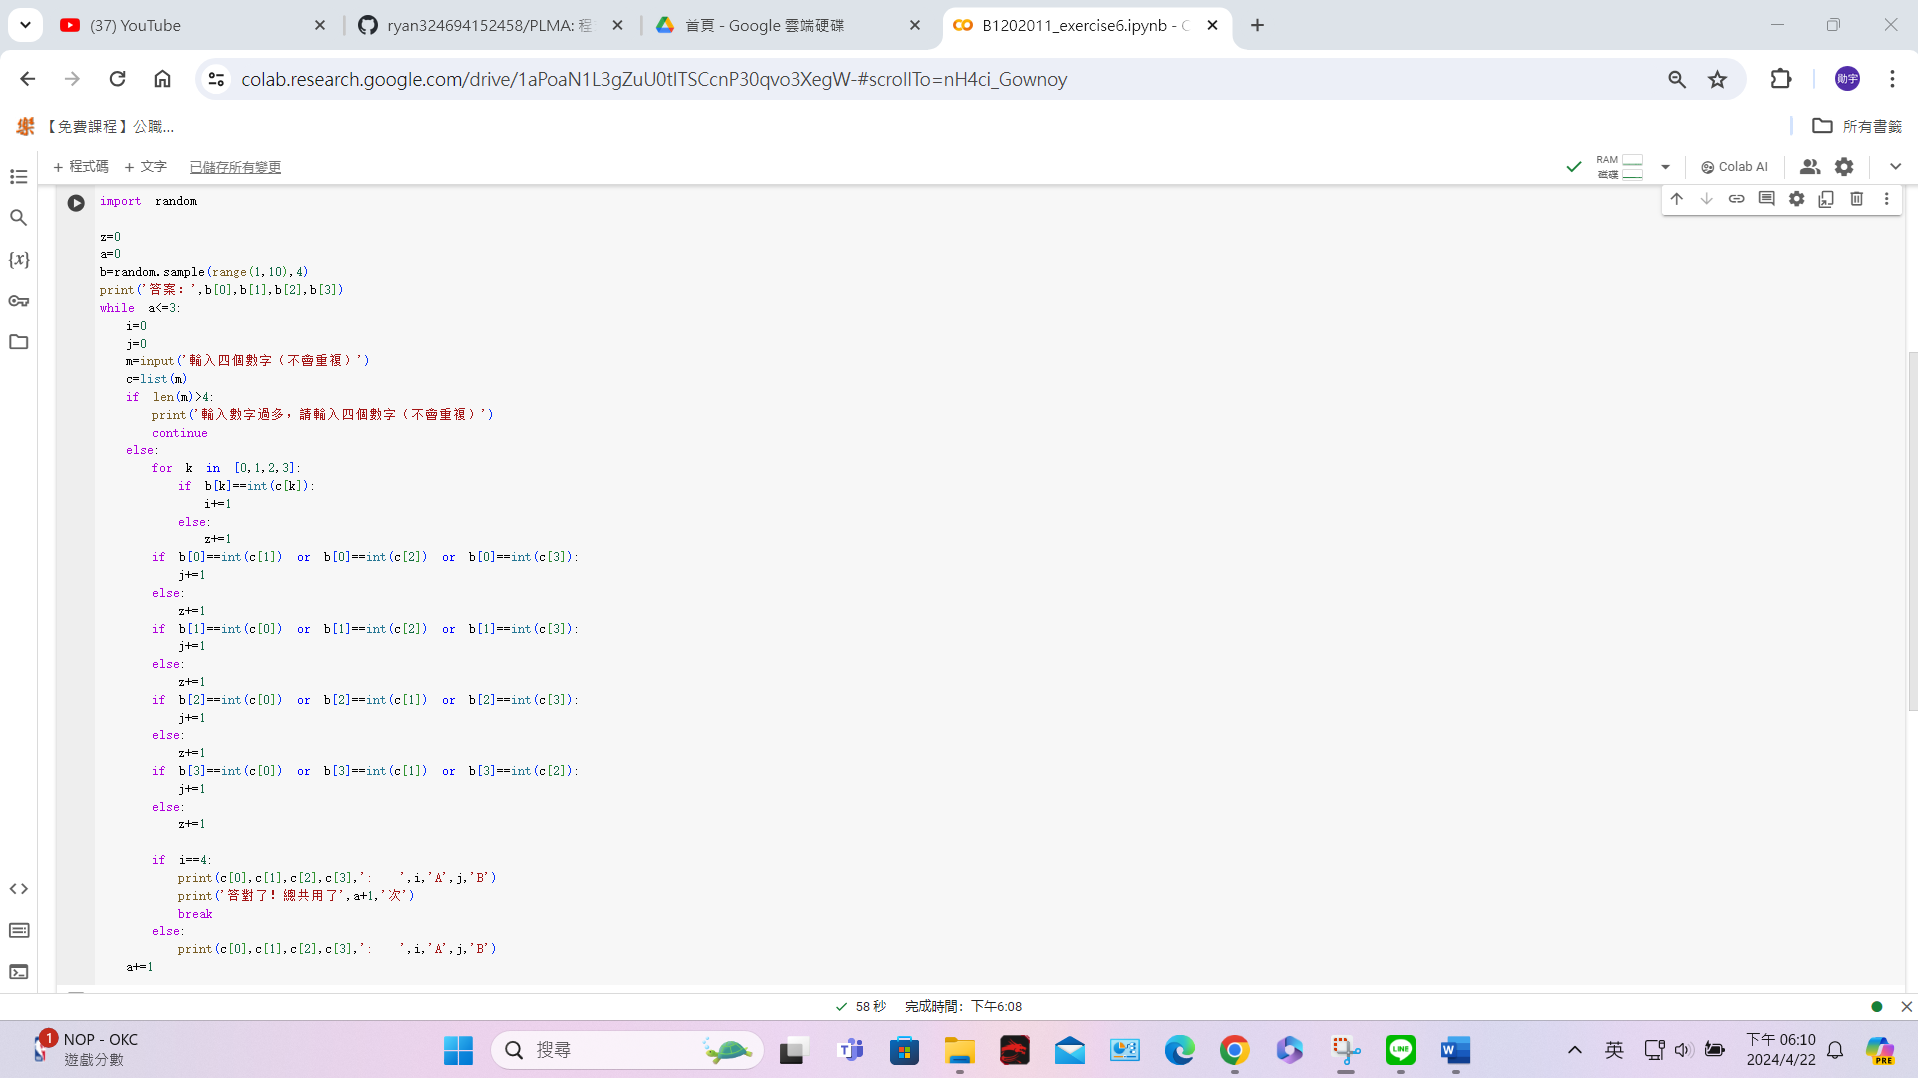 (37) YouTube
ryan324694152458/PLMA: 程
首頁 - Google 雲端硬碟
B1202011_exercise6.ipynb - C
colab.research.google.com/drive/1aPoaN1L3gZuU0tITSCcnP30qvo3XegW-#scrollTo=nH4ci_Gownoy
勛宇
樂 【免費課程】公職...
所有書籤
+ 程式碼 + 文字 已儲存所有變更
RAM
磁碟
Colab AI
import random
z=0
a=0
b=random.sample(range(1,10),4)
print('答案：',b[0],b[1],b[2],b[3])
while a<=3:
i=0
j=0
m=input('輸入四個數字（不會重複）')
c=list(m)
if len(m)>4:
print('輸入數字過多，請輸入四個數字（不會重複）')
continue
else:
for k in [0,1,2,3]:
if b[k]==int(c[k]):
i+=1
else:
z+=1
if b[0]==int(c[1]) or b[0]==int(c[2]) or b[0]==int(c[3]):
j+=1
else:
z+=1
if b[1]==int(c[0]) or b[1]==int(c[2]) or b[1]==int(c[3]):
j+=1
else:
z+=1
if b[2]==int(c[0]) or b[2]==int(c[1]) or b[2]==int(c[3]):
j+=1
else:
z+=1
if b[3]==int(c[0]) or b[3]==int(c[1]) or b[3]==int(c[2]):
j+=1
else:
z+=1
if i==4:
print(c[0],c[1],c[2],c[3],':   ',i,'A',j,'B')
print('答對了！總共用了',a+1,'次')
break
else:
print(c[0],c[1],c[2],c[3],':   ',i,'A',j,'B')
a+=1
58 秒 完成時間：下午6:08
1
NOP - OKC
遊戲分數
搜尋
LINE
英
下午 06:10
2024/4/22
PRE